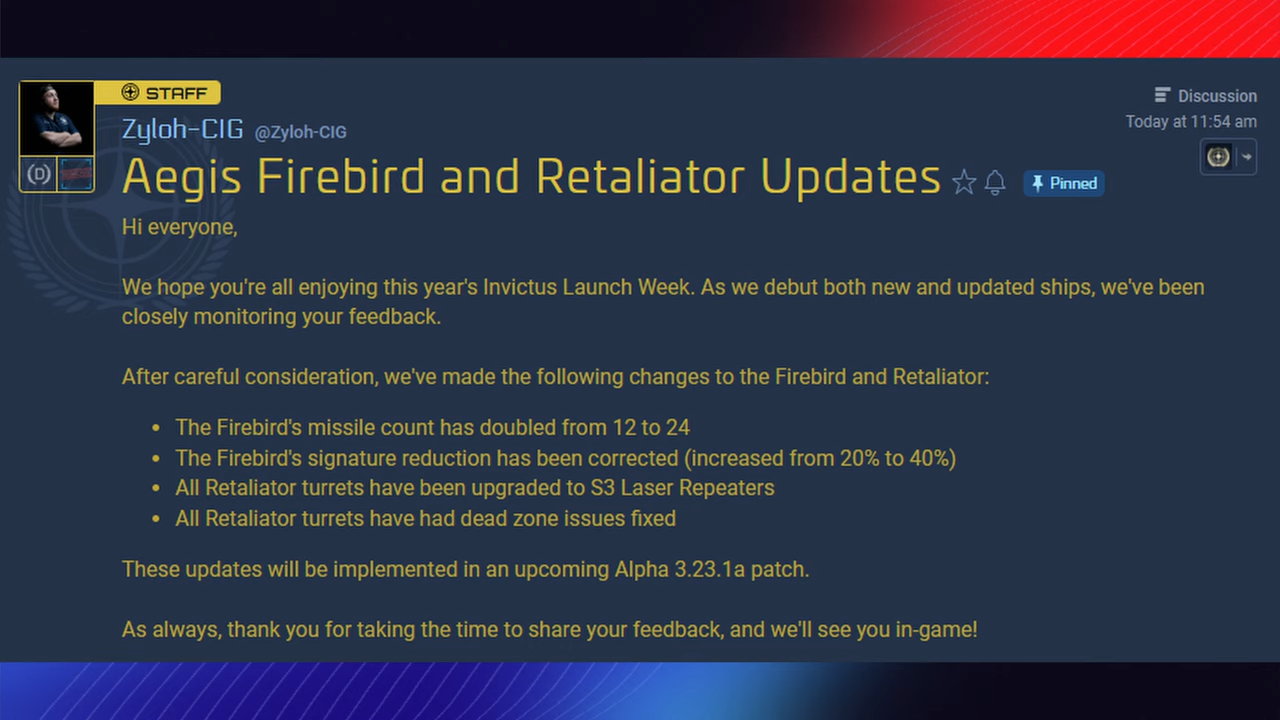 STAFF
Zyloh-CIG @Zyloh-CIG
Discussion
Today at 11:54 am
Aegis Firebird and Retaliator Updates
Pinned
Hi everyone,
We hope you're all enjoying this year's Invictus Launch Week. As we debut both new and updated ships, we've been
closely monitoring your feedback.
After careful consideration, we've made the following changes to the Firebird and Retaliator:
• The Firebird's missile count has doubled from 12 to 24
• The Firebird's signature reduction has been corrected (increased from 20% to 40%)
• All Retaliator turrets have been upgraded to S3 Laser Repeaters
• All Retaliator turrets have had dead zone issues fixed
These updates will be implemented in an upcoming Alpha 3.23.1a patch.
As always, thank you for taking the time to share your feedback, and we'll see you in-game!